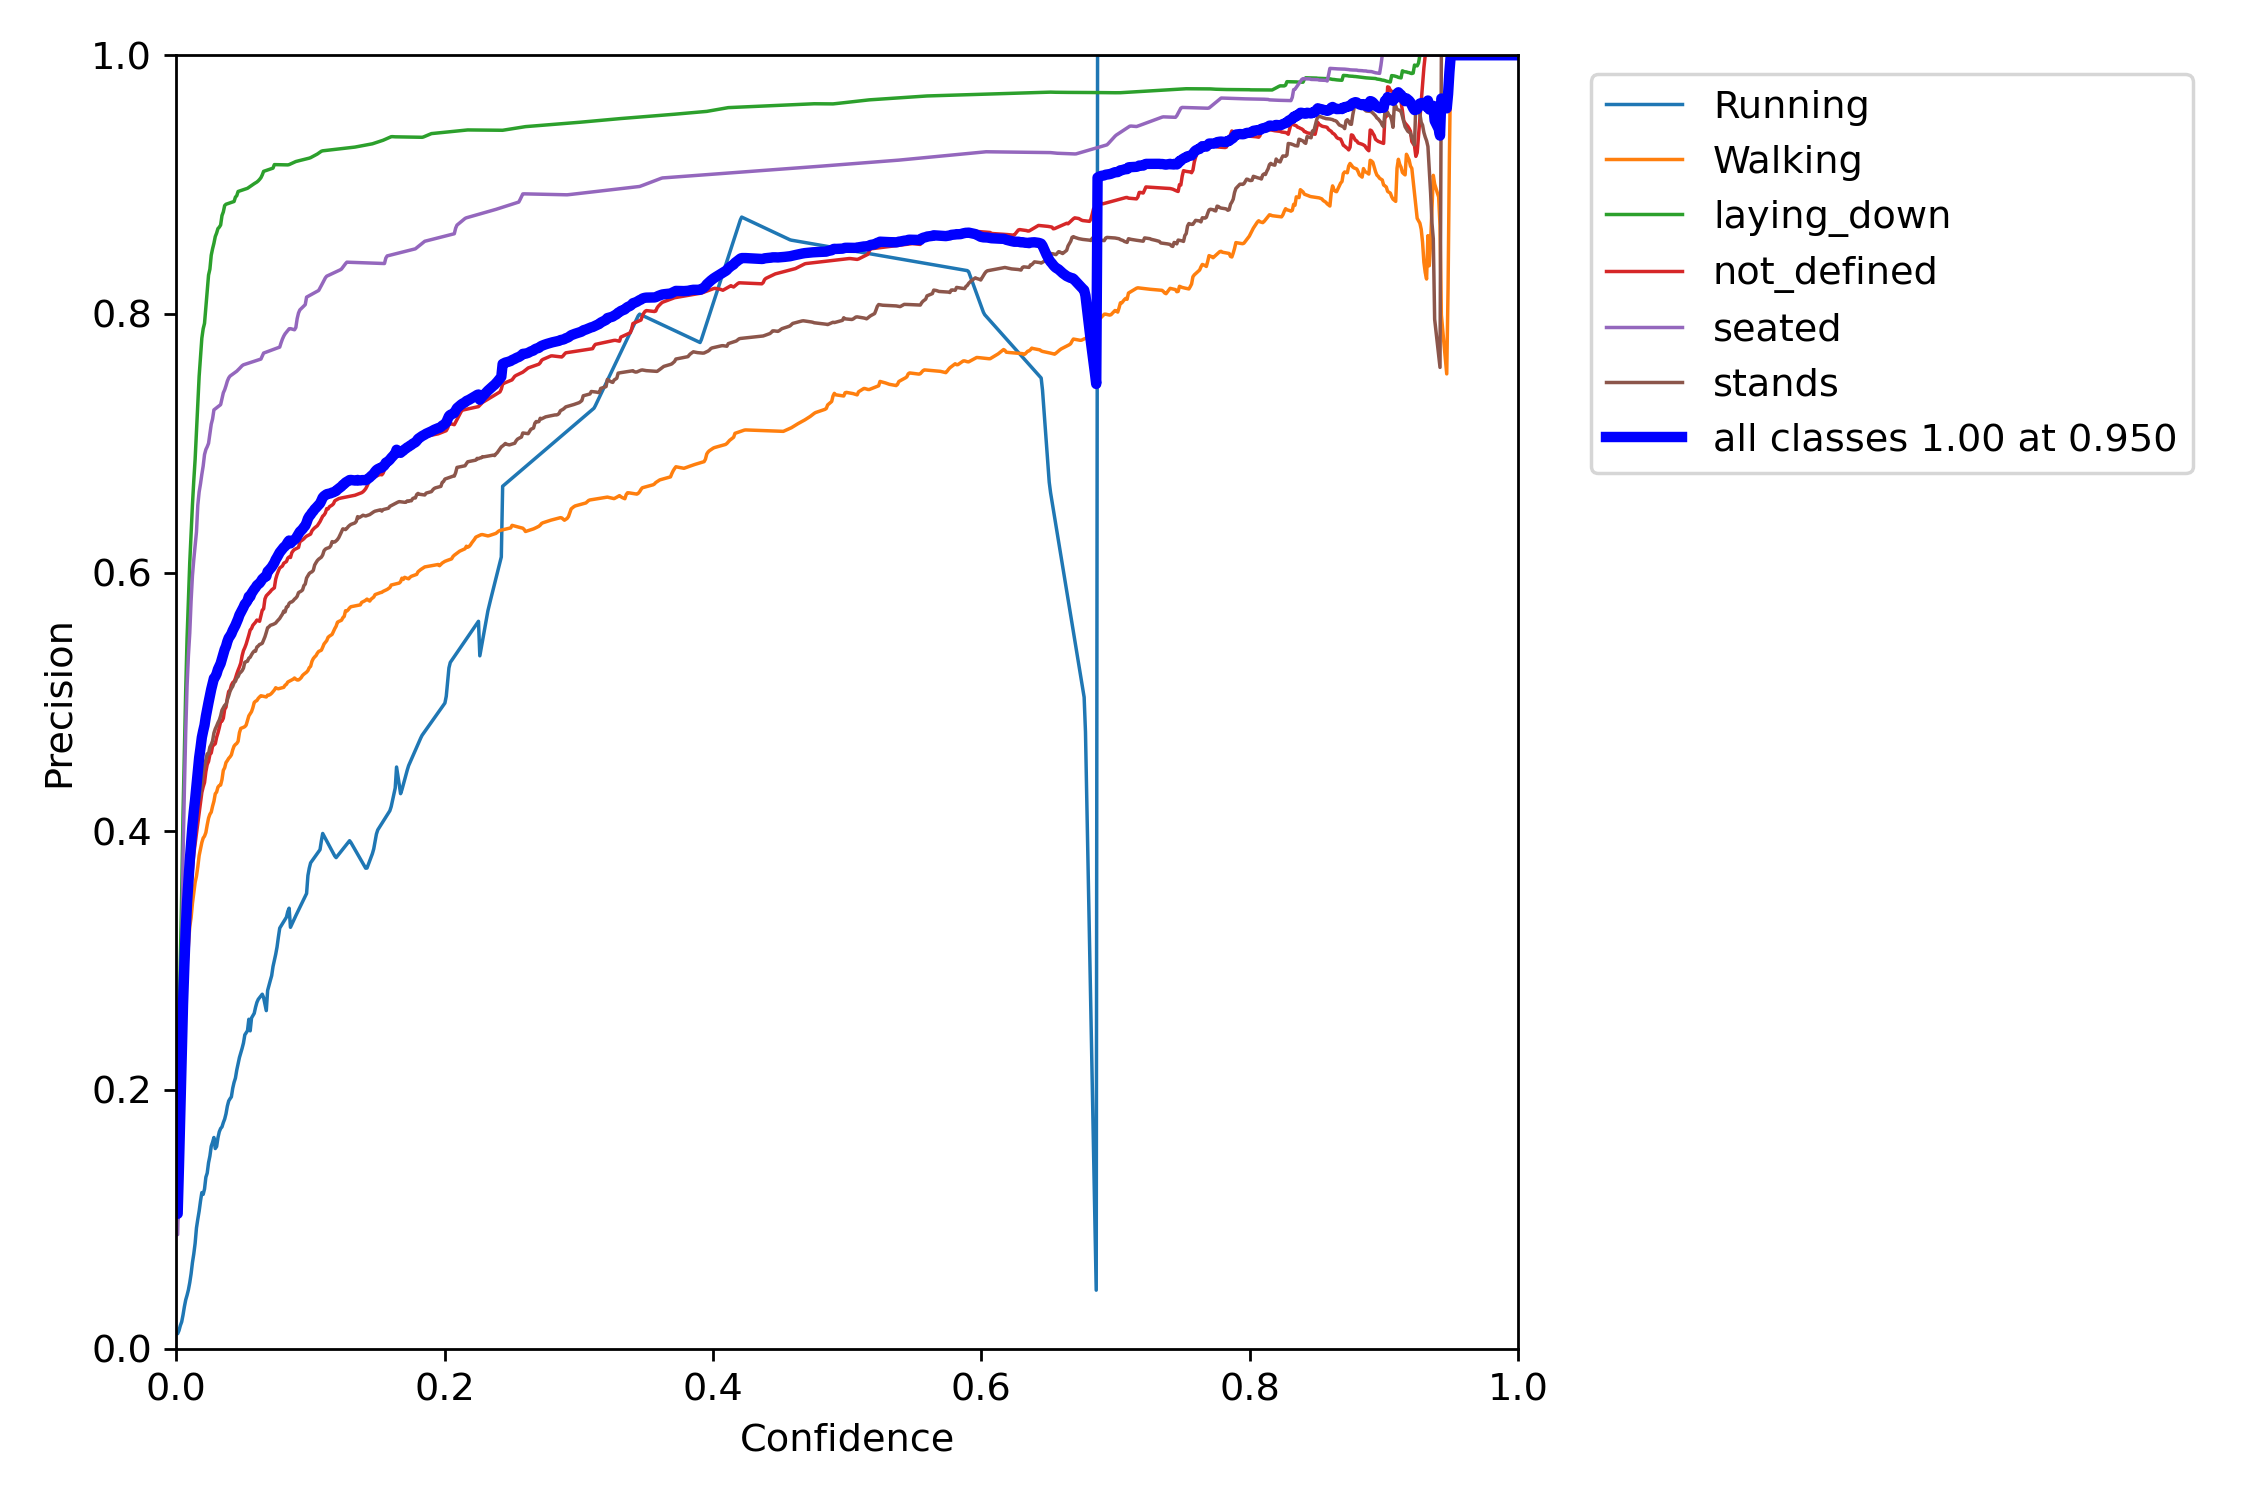 1.0
0.8
0.6
0.4
0.2
0.0
Precision
0.0 0.2 0.4 0.6 0.8 1.0
Confidence
Running
Walking
laying_down
not_defined
seated
stands
all classes 1.00 at 0.950